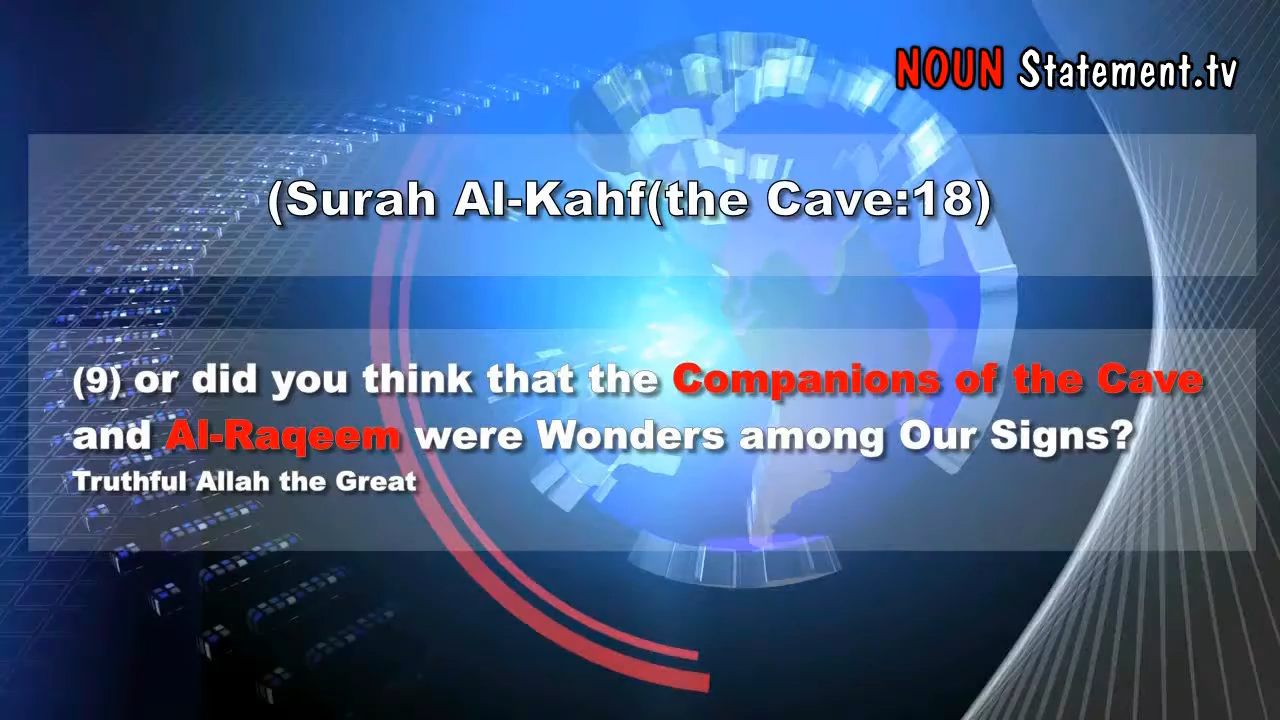 NOUN Statement.tv
(Surah Al-Kahf(the Cave:18)
(9) or did you think that the Companions of the Cave
and Al-Raqeem were Wonders among Our Signs?
Truthful Allah the Great